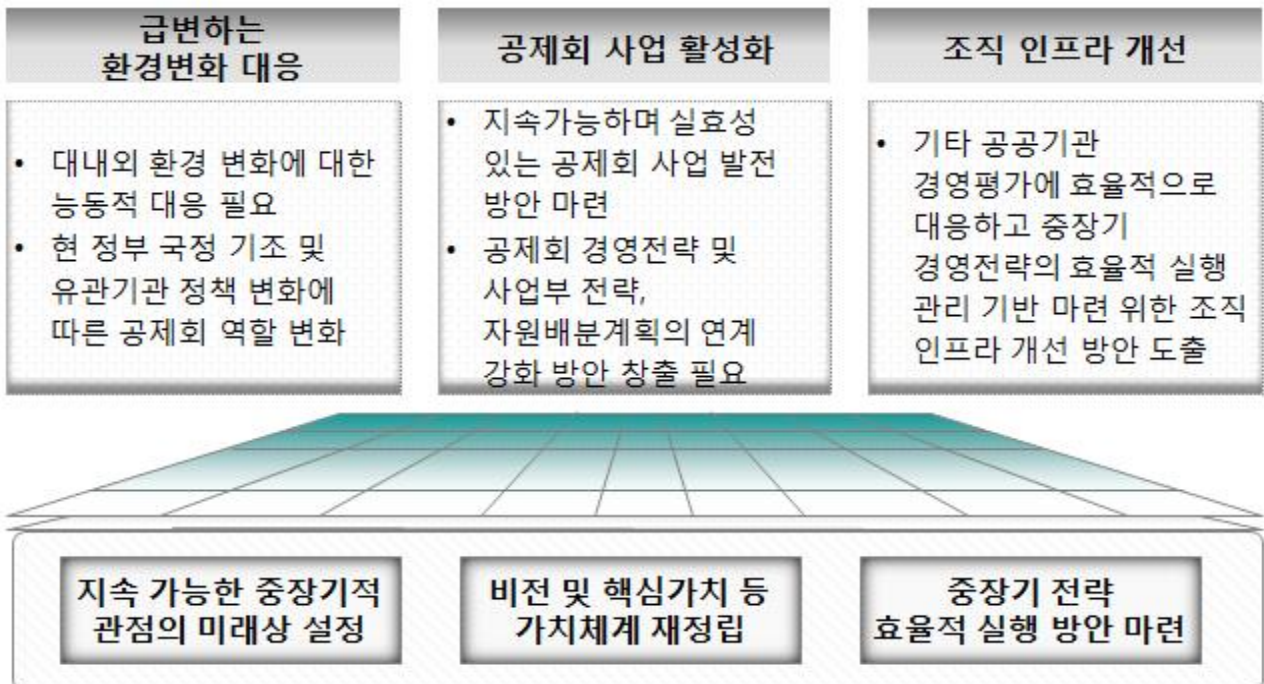 급변하는
환경변화 대응
• 대내외 환경 변화에 대한
능동적 대응 필요
• 현 정부 국정 기조 및
유관기관 정책 변화에
따른 공제회 역할 변화
공제회 사업 활성화
• 지속가능하며 실효성
있는 공제회 사업 발전
방안 마련
• 공제회 경영전략 및
사업부 전략,
자원배분계획의 연계
강화 방안 창출 필요
조직 인프라 개선
• 기타 공공기관
경영평가에 효율적으로
대응하고 중장기
경영전략의 효율적 실행
관리 기반 마련 위한 조직
인프라 개선 방안 도출
지속 가능한 중장기적
관점의 미래상 설정
비전 및 핵심가치 등
가치체계 재정립
중장기 전략
효율적 실행 방안 마련